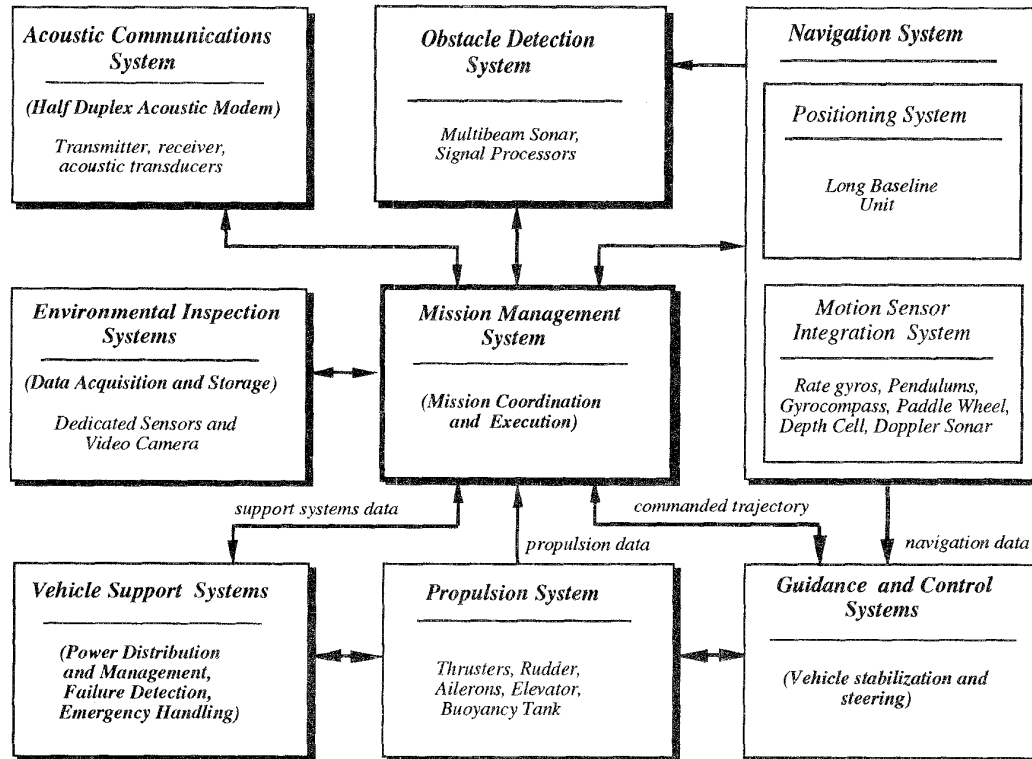 Acoustic Communications
System
(Half Duplex Acoustic Modem)
Transmitter, receiver,
acoustic transducers
Obstacle Detection
System
Multibeam Sonar,
Signal Processors
Navigation System
Positioning System
Long Baseline
Unit
Motion Sensor
Integration System
Rate gyros, Pendulums,
Gyrocompass, Paddle Wheel,
Depth Cell, Doppler Sonar
Environmental Inspection
Systems
(Data Acquisition and Storage)
Dedicated Sensors and
Video Camera
Mission Management
System
(Mission Coordination
and Execution)
support systems data
propulsion data
commanded trajectory
navigation data
Vehicle Support Systems
(Power Distribution
and Management,
Failure Detection,
Emergency Handling)
Propulsion System
Thrusters, Rudder,
Ailerons, Elevator,
Buoyancy Tank
Guidance and Control
Systems
(Vehicle stabilization and
steering)